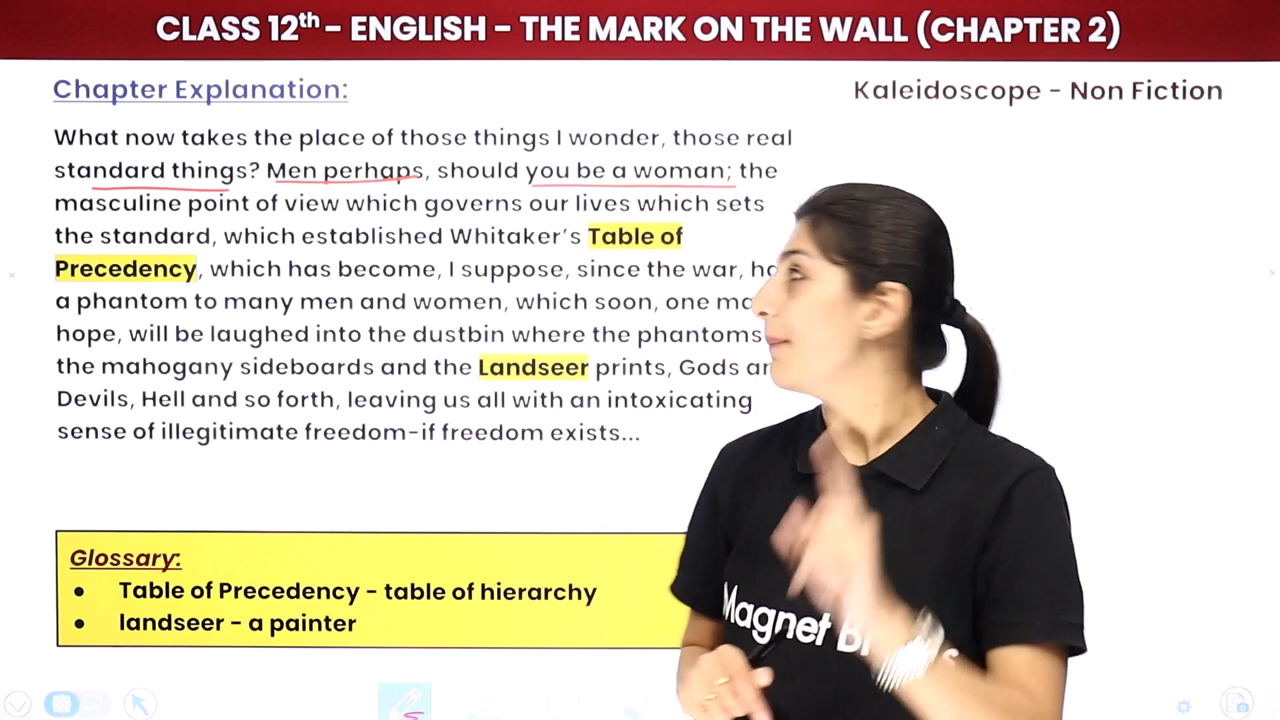 CLASS 12th - ENGLISH - THE MARK ON THE WALL (CHAPTER 2)
Chapter Explanation:
Kaleidoscope - Non Fiction
What now takes the place of those things I wonder, those real
standard things? Men perhaps, should you be a woman; the
masculine point of view which governs our lives which sets
the standard, which established Whitaker's Table of
Precedency, which has become, I suppose, since the war,
a phantom to many men and women, which soon, one
hope, will be laughed into the dustbin where the phantoms
the mahogany sideboards and the Landseer prints, Gods
Devils, Hell and so forth, leaving us all with an intoxicating
sense of illegitimate freedom-if freedom exists...
Glossary:
• Table of Precedency - table of hierarchy
• landseer - a painter
Magnet